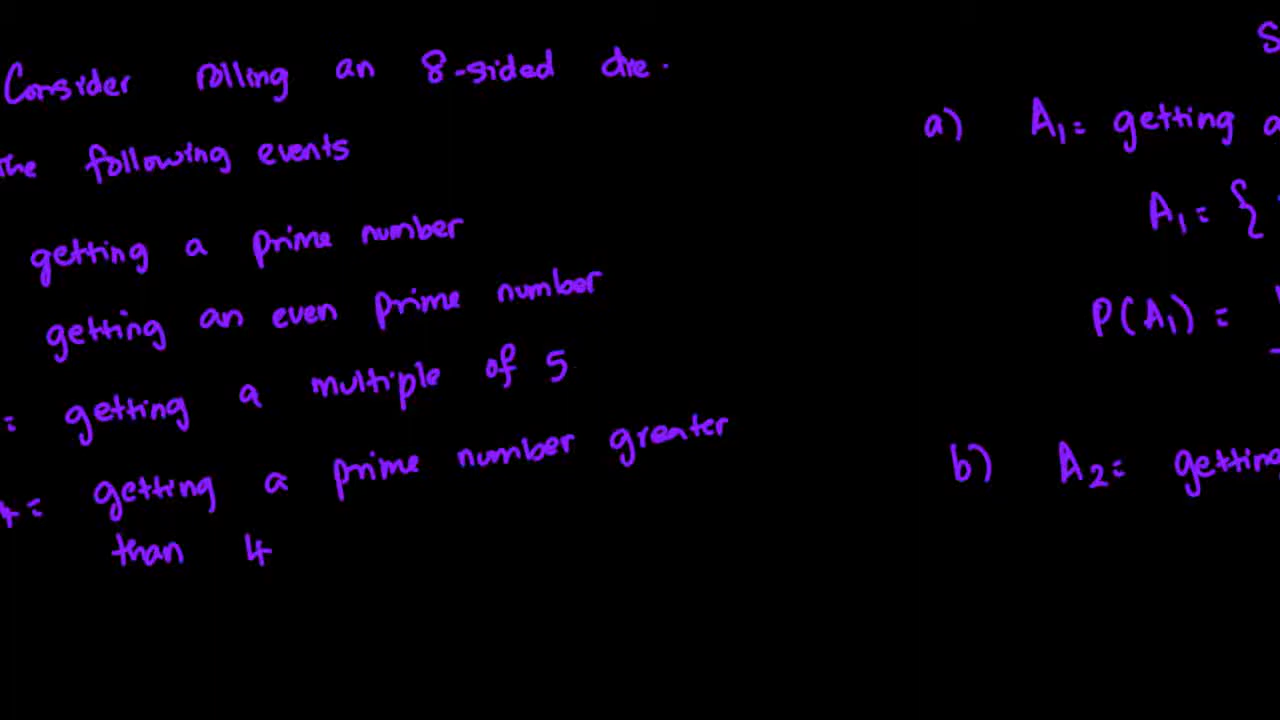 Consider rolling an 8-sided die.
the following events
getting a prime number
getting an even prime number
= getting a multiple of 5
4= getting a prime number greater
than 4
S
a) A₁= getting a
A₁= {
P(A₁) =
b) A₂= getting